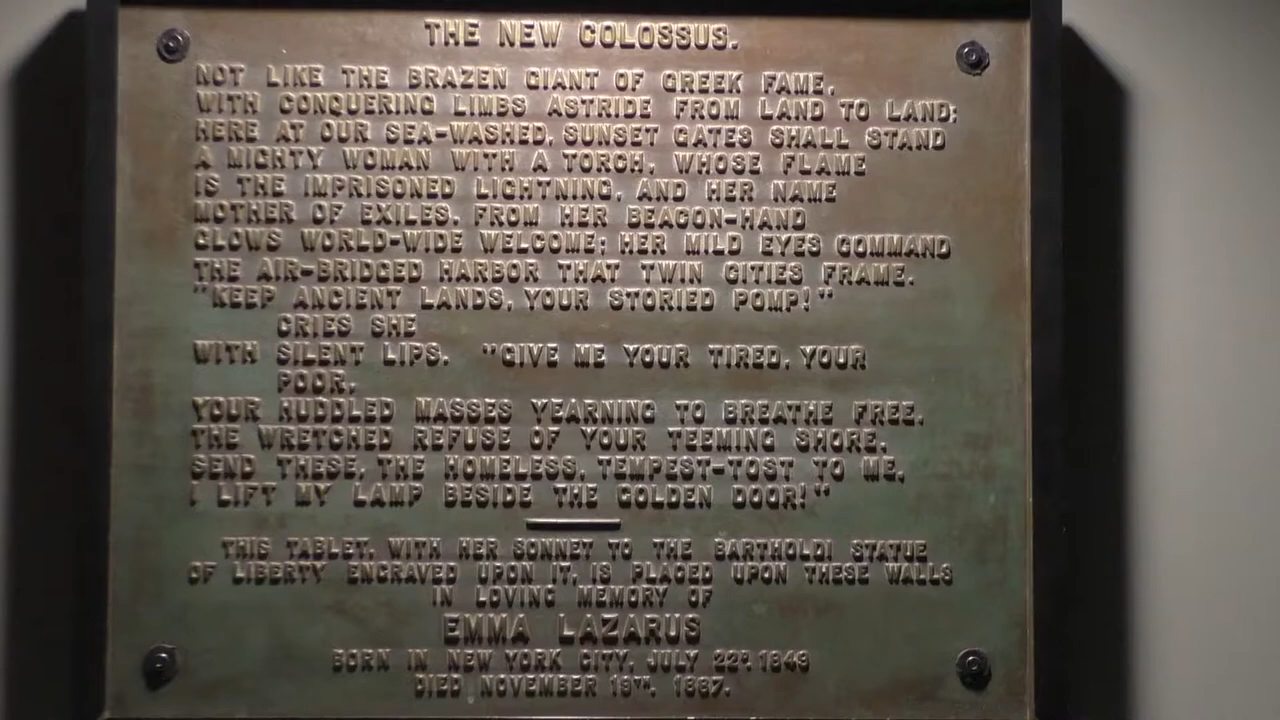 THE NEW COLOSSUS.
NOT LIKE THE BRAZEN GIANT OF GREEK FAME,
WITH CONQUERING LIMBS ASTRIDE FROM LAND TO LAND;
HERE AT OUR SEA-WASHED, SUNSET GATES SHALL STAND
A MIGHTY WOMAN WITH A TORCH, WHOSE FLAME
IS THE IMPRISONED LIGHTNING, AND HER NAME
MOTHER OF EXILES. FROM HER BEACON-HAND
GLOWS WORLD-WIDE WELCOME; HER MILD EYES COMMAND
THE AIR-BRIDGED HARBOR THAT TWIN CITIES FRAME.
"KEEP ANCIENT LANDS, YOUR STORIED POMP!"
CRIES SHE
WITH SILENT LIPS. "GIVE ME YOUR TIRED, YOUR
POOR,
YOUR HUDDLED MASSES YEARNING TO BREATHE FREE,
THE WRETCHED REFUSE OF YOUR TEEMING SHORE,
SEND THESE, THE HOMELESS, TEMPEST-TOST TO ME,
I LIFT MY LAMP BESIDE THE GOLDEN DOOR!"
THIS TABLET, WITH HER SONNET TO THE BARTHOLDI STATUE
OF LIBERTY ENGRAVED UPON IT, IS PLACED UPON THESE WALLS
IN LOVING MEMORY OF
EMMA LAZARUS
BORN IN NEW YORK CITY, JULY 22D, 1849
DIED NOVEMBER 19TH, 1887.